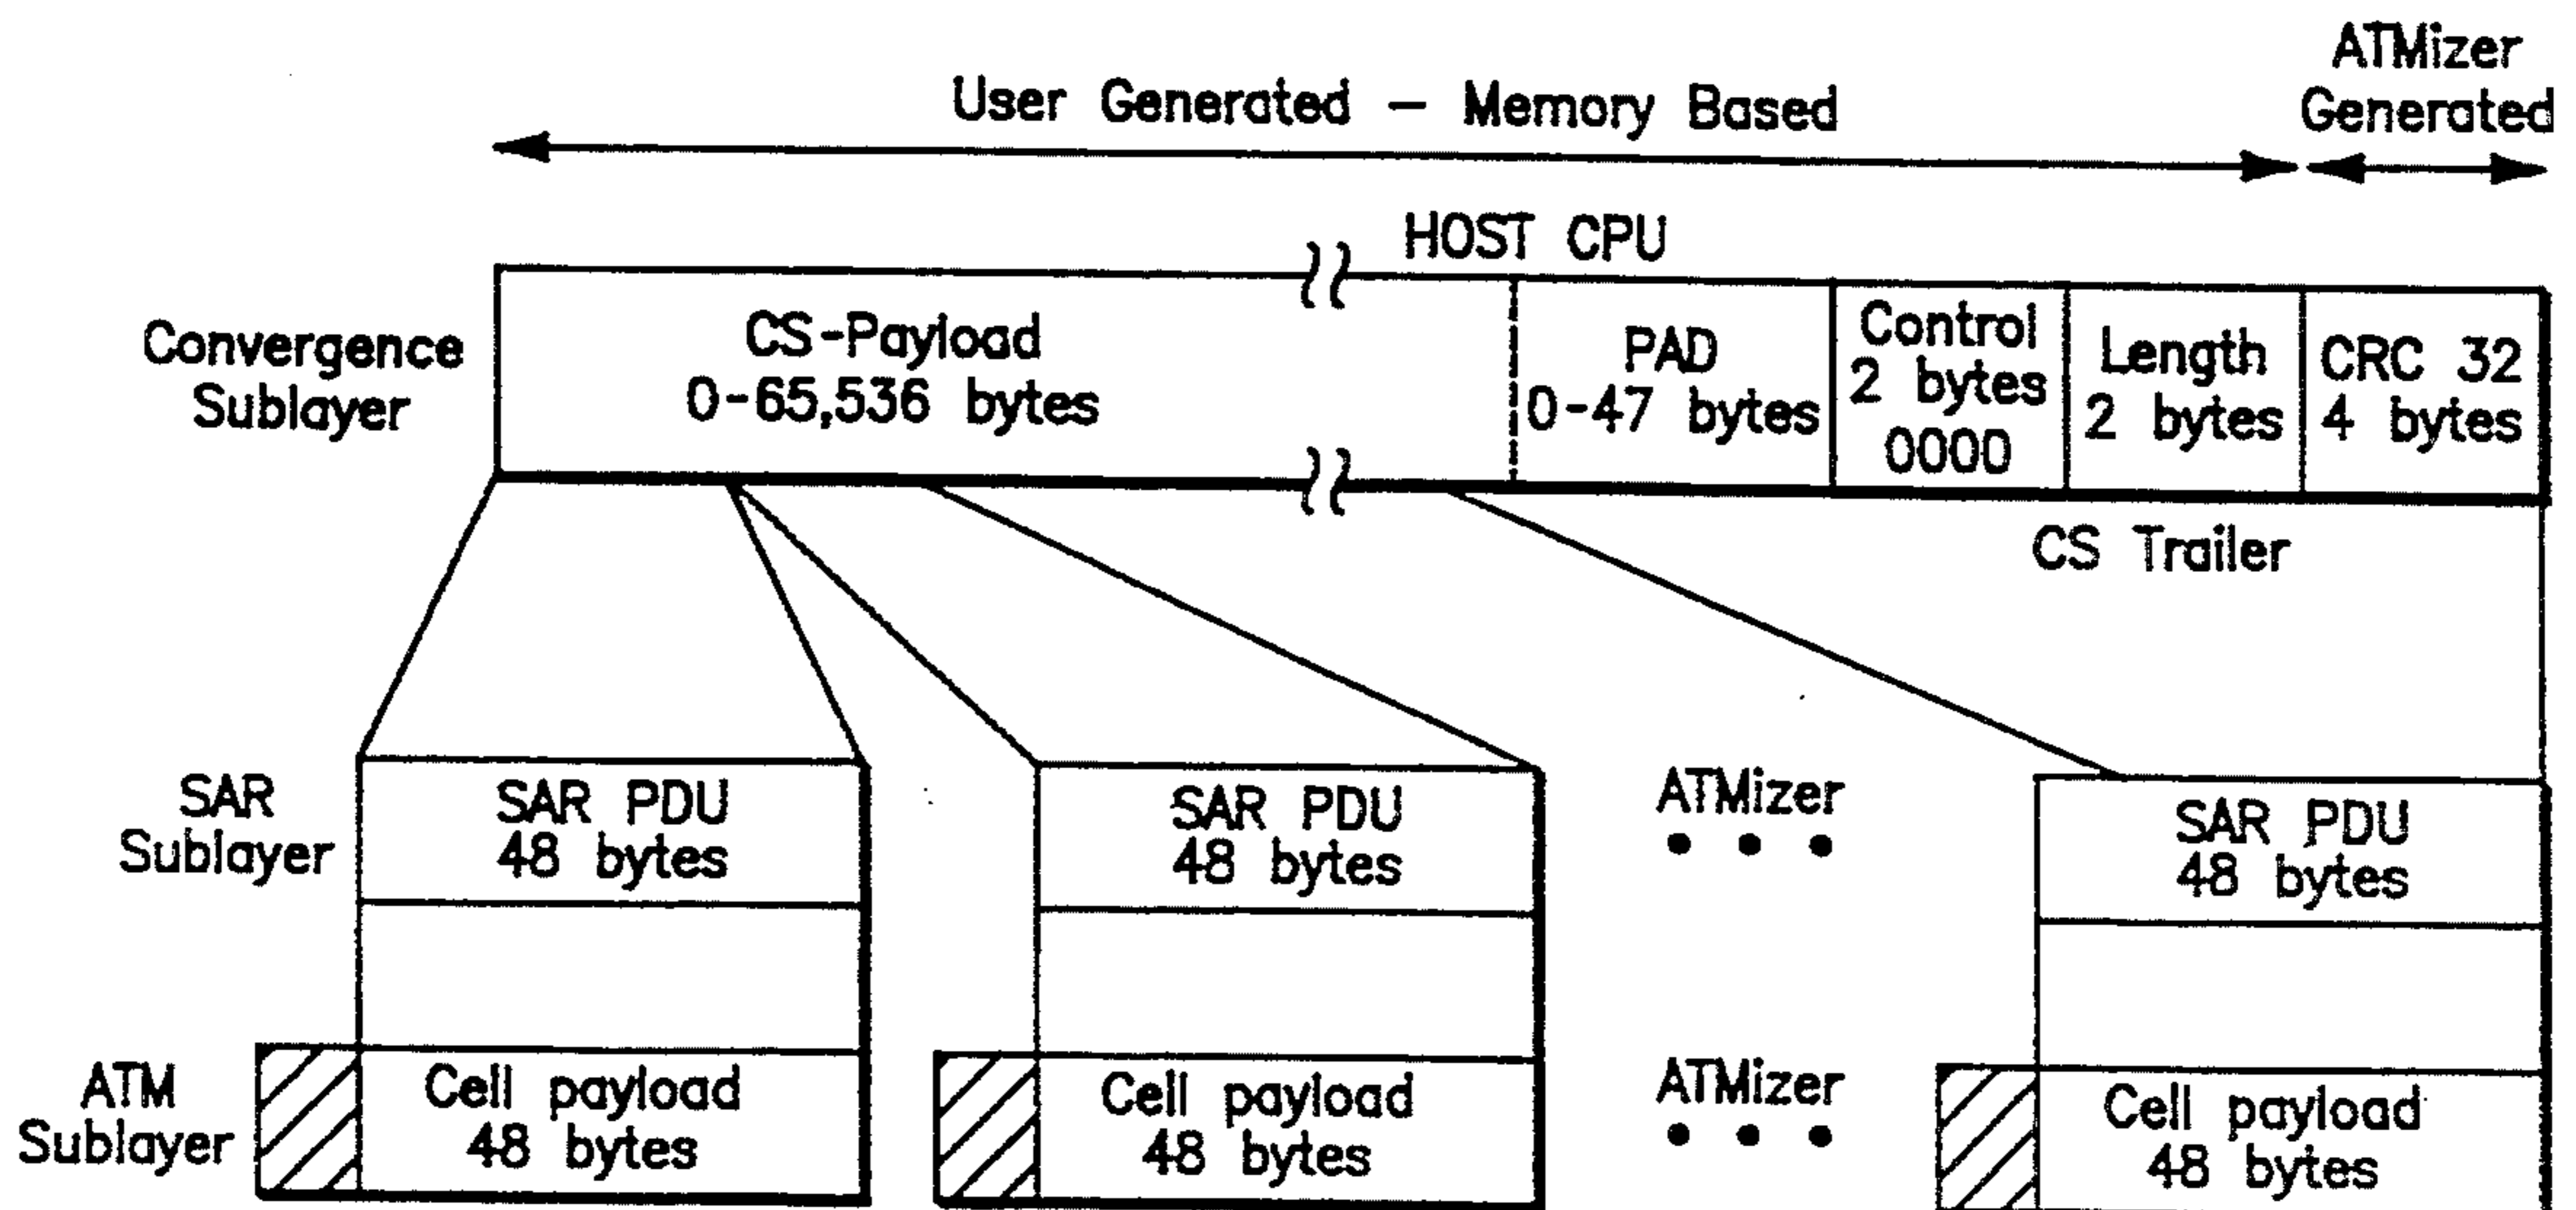 ATMizer
Generated
User Generated - Memory Based
HOST CPU
Convergence
Sublayer
CS-Payload
0-65,536 bytes
PAD
0-47 bytes
Control
2 bytes
0000
Length
2 bytes
CRC 32
4 bytes
CS Trailer
SAR
Sublayer
SAR PDU
48 bytes
SAR PDU
48 bytes
ATMizer
• • •
SAR PDU
48 bytes
ATM
Sublayer
Cell payload
48 bytes
Cell payload
48 bytes
ATMizer
• • •
Cell payload
48 bytes